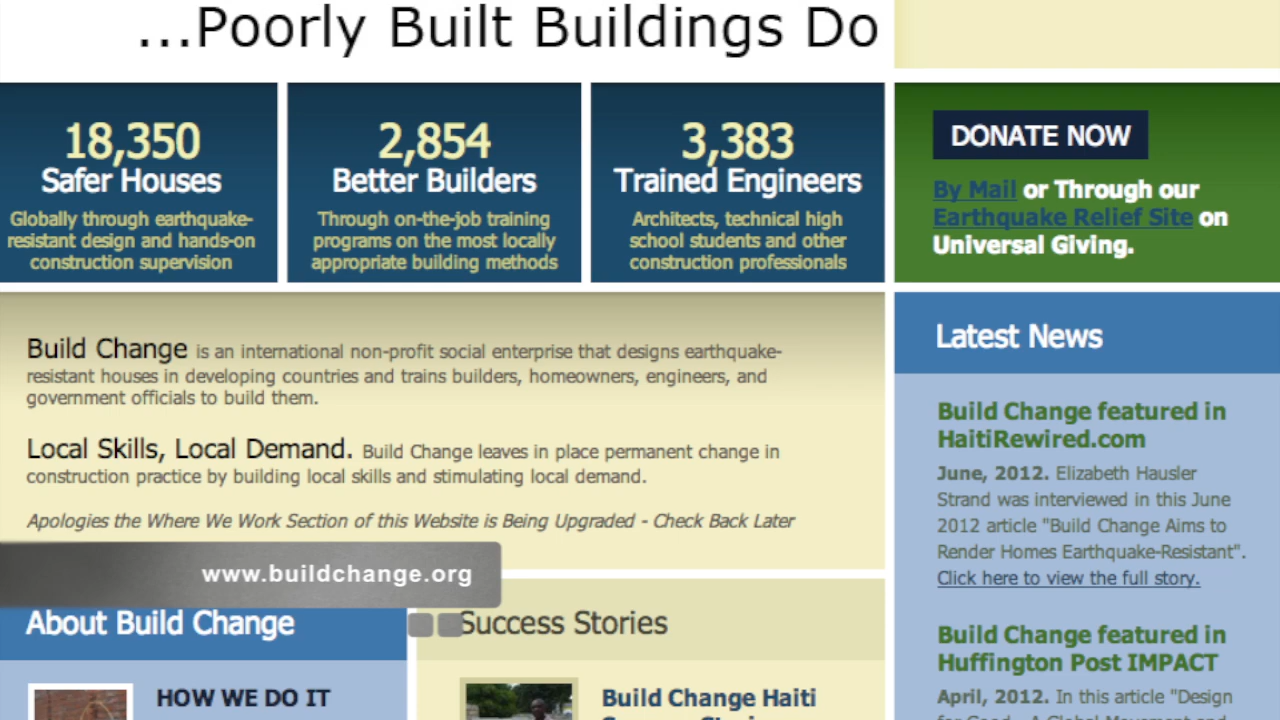 ...Poorly Built Buildings Do
18,350
Safer Houses
Globally through earthquake-
resistant design and hands-on
construction supervision
2,854
Better Builders
Through on-the-job training
programs on the most locally
appropriate building methods
3,383
Trained Engineers
Architects, technical high
school students and other
construction professionals
DONATE NOW
By Mail or Through our
Earthquake Relief Site on
Universal Giving.
Build Change is an international non-profit social enterprise that designs earthquake-
resistant houses in developing countries and trains builders, homeowners, engineers, and
government officials to build them.
Local Skills, Local Demand. Build Change leaves in place permanent change in
construction practice by building local skills and stimulating local demand.
Apologies the Where We Work Section of this Website is Being Upgraded - Check Back Later
www.buildchange.org
About Build Change
HOW WE DO IT
Success Stories
Build Change Haiti
Latest News
Build Change featured in
HaitiRewired.com
June, 2012. Elizabeth Hausler
Strand was interviewed in this June
2012 article "Build Change Aims to
Render Homes Earthquake-Resistant".
Click here to view the full story.
Build Change featured in
Huffington Post IMPACT
April, 2012. In this article "Design